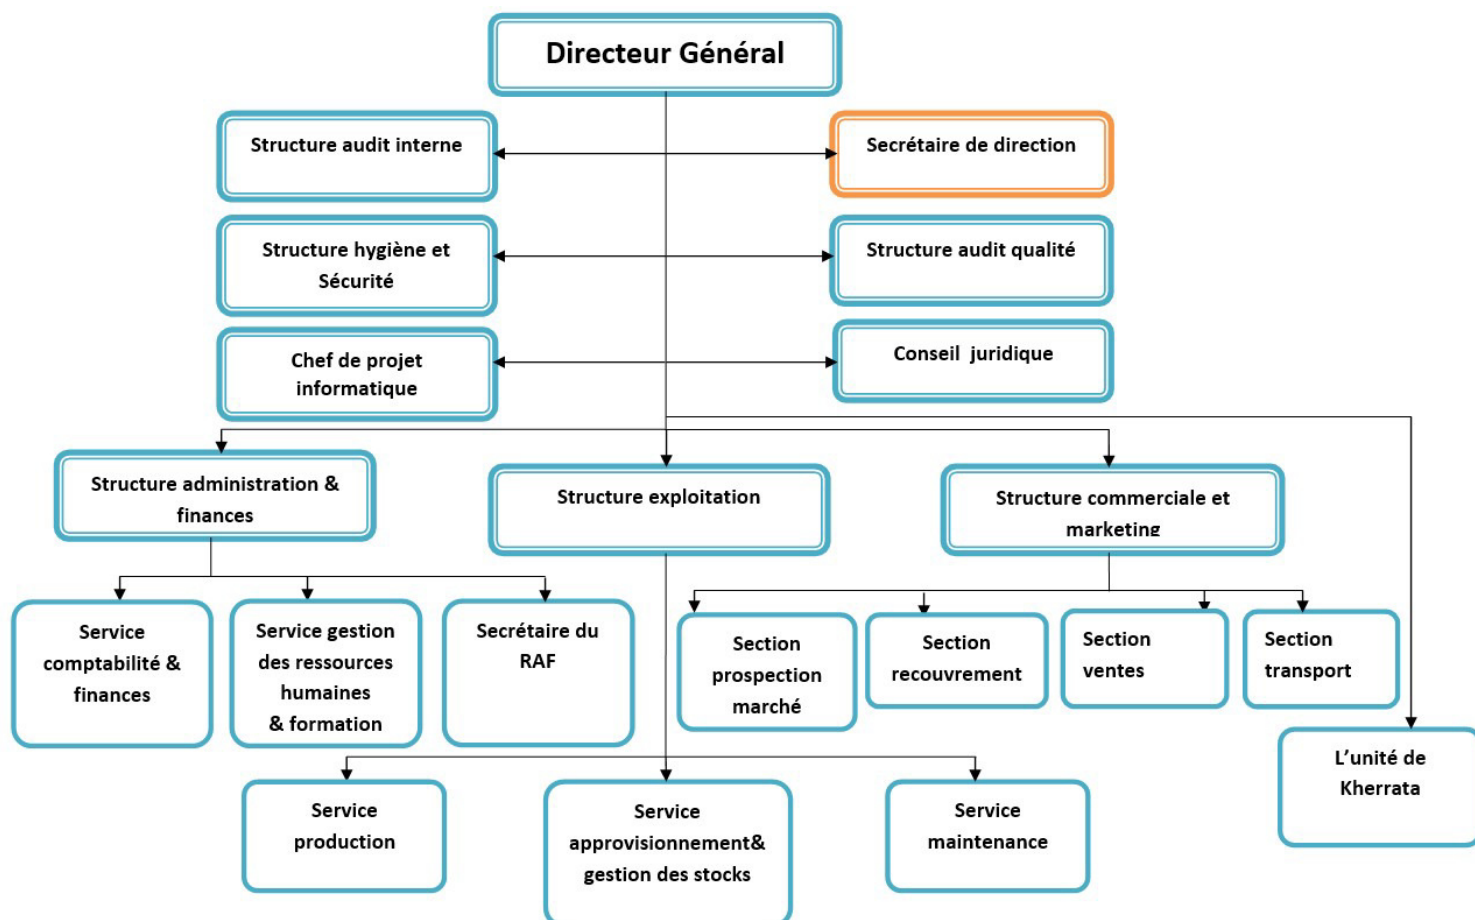 Directeur Général
Structure audit interne
Secrétaire de direction
Structure hygiène et
Sécurité
Structure audit qualité
Chef de projet
informatique
Conseil juridique
Structure administration &
finances
Structure exploitation
Structure commerciale et
marketing
Service
comptabilité &
finances
Service gestion
des ressources
humaines
& formation
Secrétaire du
RAF
Section
prospection
marché
Section
recouvrement
Section
ventes
Section
transport
L’unité de
Kherrata
Service
production
Service
approvisionnement&
gestion des stocks
Service
maintenance